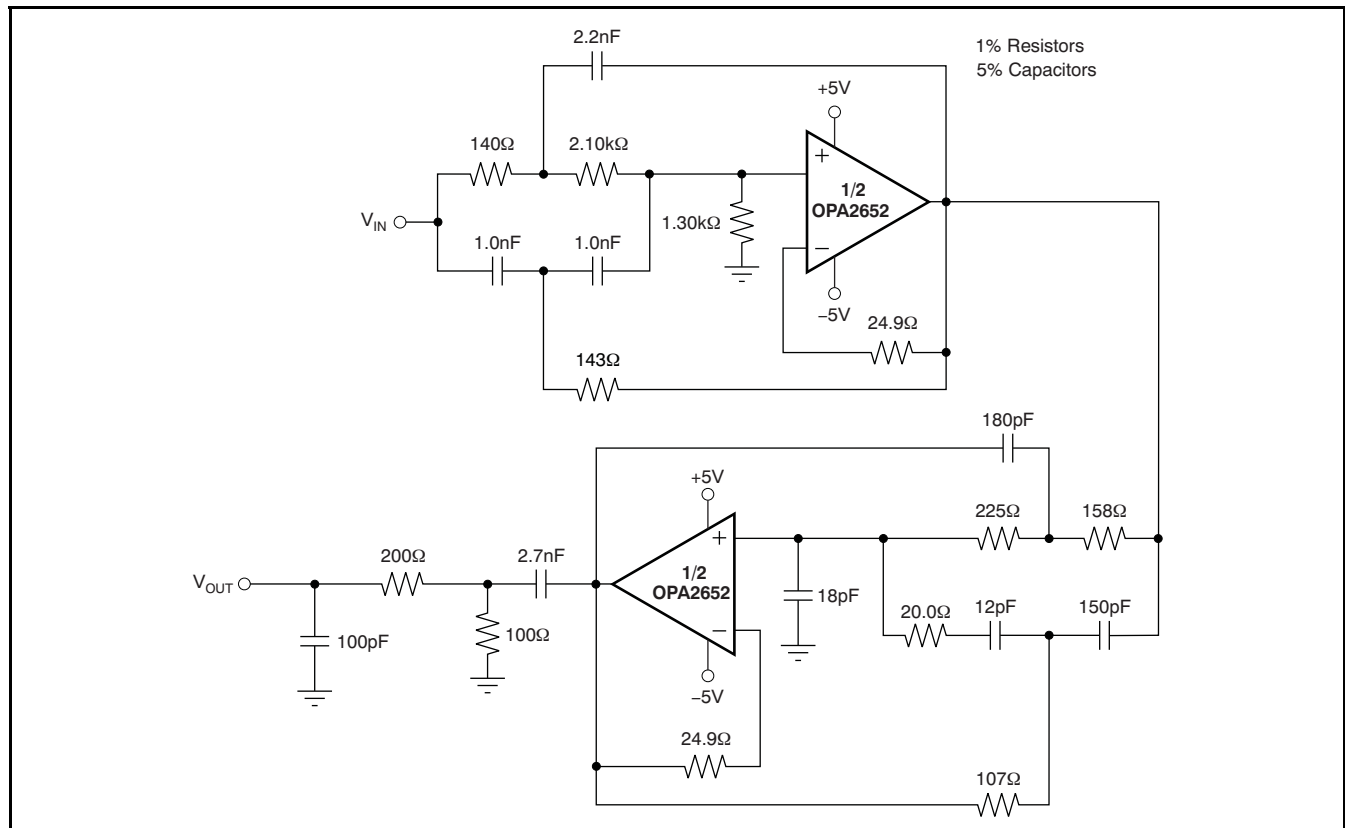 2.2nF
1% Resistors
5% Capacitors
+5V
140Ω
2.10kΩ
+
1/2
OPA2652
VIN
1.30kΩ
1.0nF
1.0nF
−
−5V
24.9Ω
143Ω
180pF
+5V
225Ω
158Ω
+
200Ω
2.7nF
VOUT
1/2
OPA2652
18pF
20.0Ω
12pF
150pF
100pF
100Ω
−
−5V
24.9Ω
107Ω